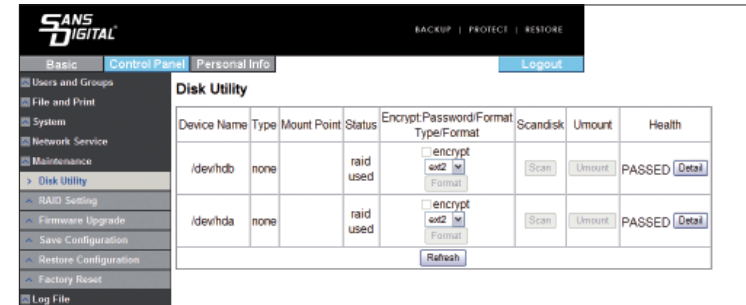 SANS
DIGITAL
BACKUP | PROTECT | RESTORE
Basic Control Panel Personal Info Logout
Users and Groups
File and Print
System
Network Service
Maintenance
> Disk Utility
RAID Setting
Firmware Upgrade
Save Configuration
Restore Configuration
Factory Reset
Log File
Disk Utility
Device Name Type Mount Point Status Encrypt:Password/Format Type/Format Scandisk Umount Health
/dev/hdb none raid used encrypt ext2 Format Scan Umount PASSED Detail
/dev/hda none raid used encrypt ext2 Format Scan Umount PASSED Detail
Refresh